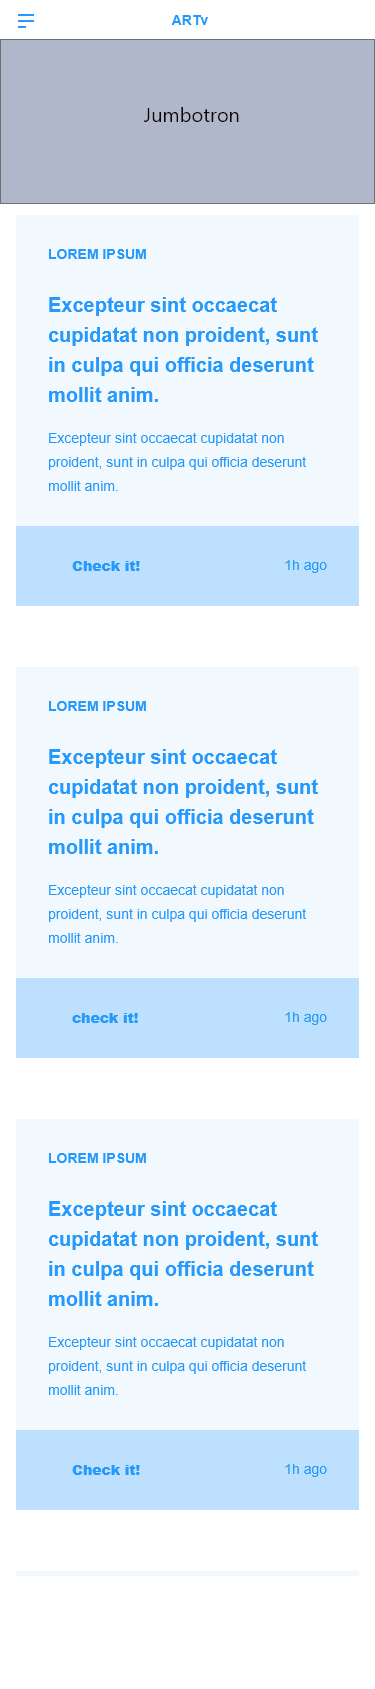 ARTv
Jumbotron
LOREM IPSUM
Excepteur sint occaecat
cupidatat non proident, sunt
in culpa qui officia deserunt
mollit anim.
Excepteur sint occaecat cupidatat non
proident, sunt in culpa qui officia deserunt
mollit anim.
Check it! 1h ago
LOREM IPSUM
Excepteur sint occaecat
cupidatat non proident, sunt
in culpa qui officia deserunt
mollit anim.
Excepteur sint occaecat cupidatat non
proident, sunt in culpa qui officia deserunt
mollit anim.
check it! 1h ago
LOREM IPSUM
Excepteur sint occaecat
cupidatat non proident, sunt
in culpa qui officia deserunt
mollit anim.
Excepteur sint occaecat cupidatat non
proident, sunt in culpa qui officia deserunt
mollit anim.
Check it! 1h ago